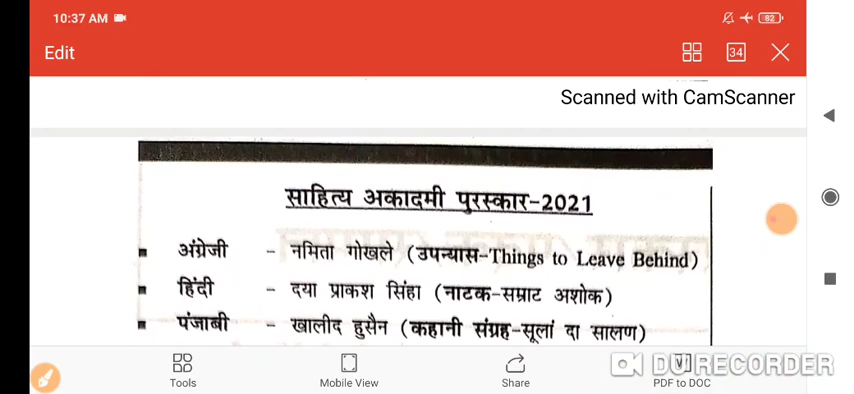 10:37 AM 82
Edit 34
Scanned with CamScanner
साहित्य अकादमी पुरस्कार-2021
अंग्रेजी - नमिता गोखले (उपन्यास-Things to Leave Behind)
हिंदी - दया प्रकाश सिंहा (नाटक-सम्राट अशोक)
पंजाबी - खालीद हुसैन (कहानी संग्रह-सूलां दा सालण)
Tools Mobile View Share PDF to DOC
DU RECORDER